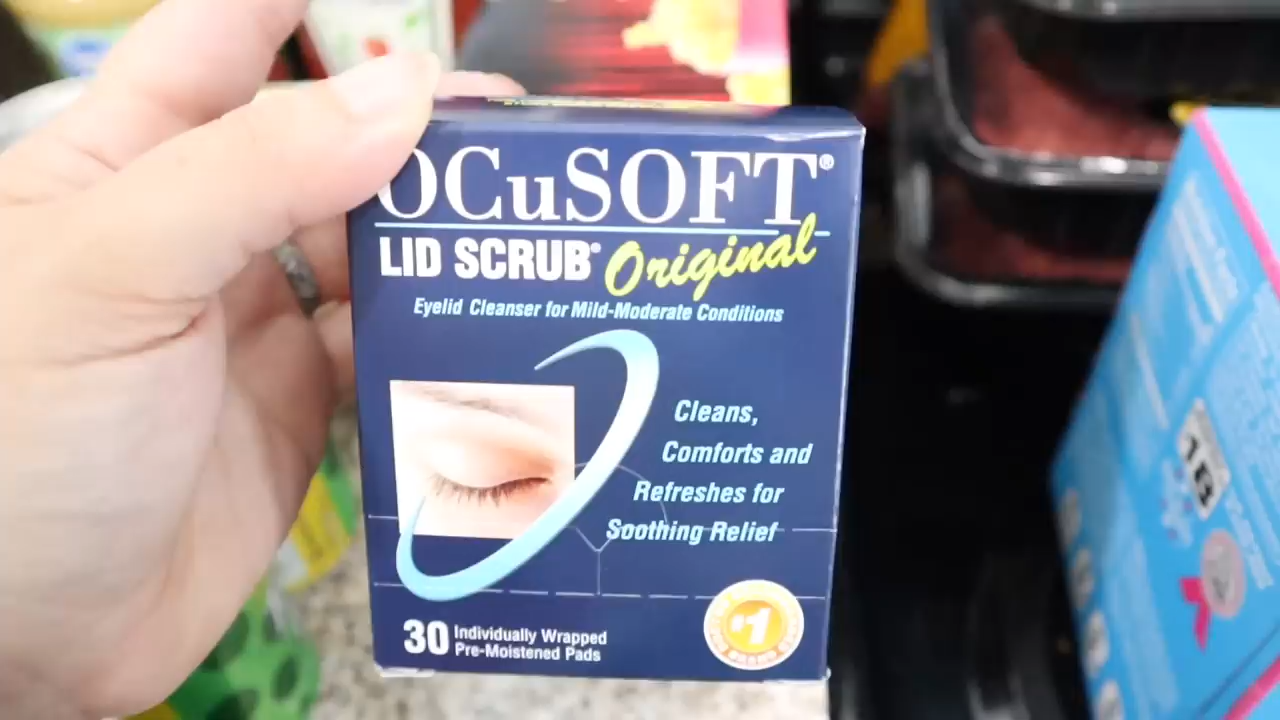 OCuSOFT®
LID SCRUB® Original
Eyelid Cleanser for Mild-Moderate Conditions
Cleans,
Comforts and
Refreshes for
Soothing Relief
30 Individually Wrapped
Pre-Moistened Pads
#1
18